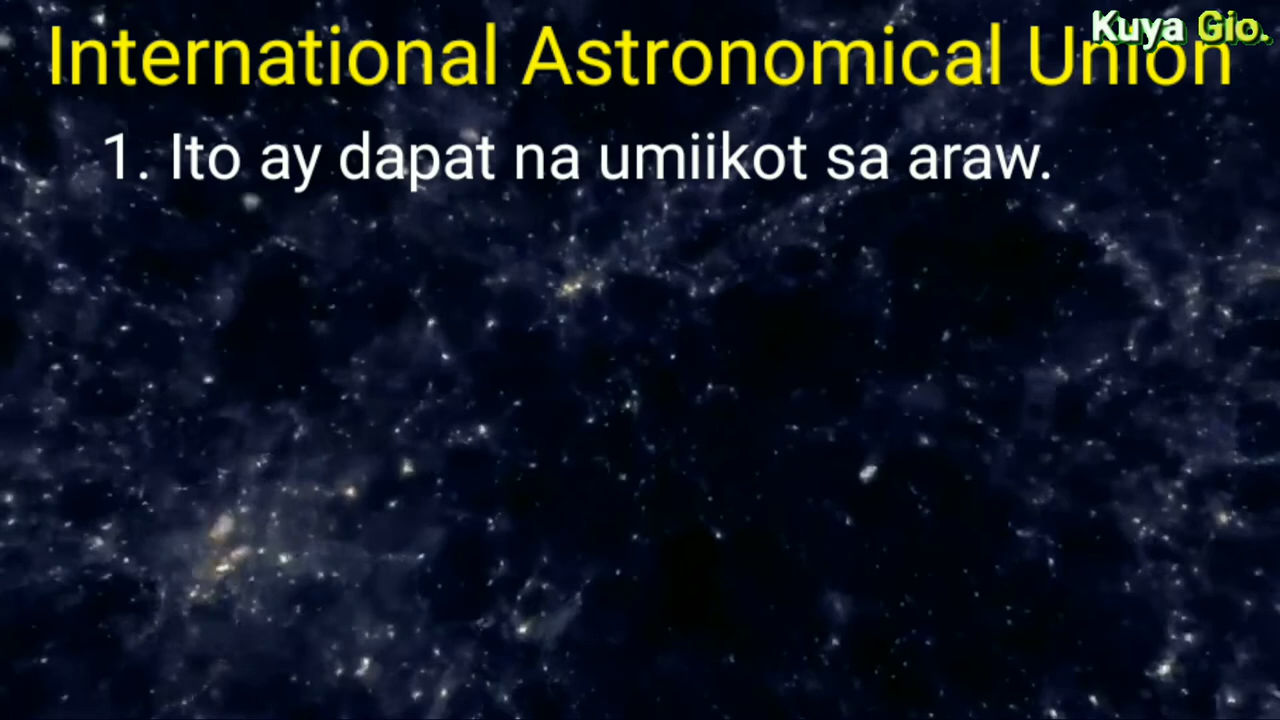 Kuya Gio.
International Astronomical Union
1. Ito ay dapat na umiikot sa araw.